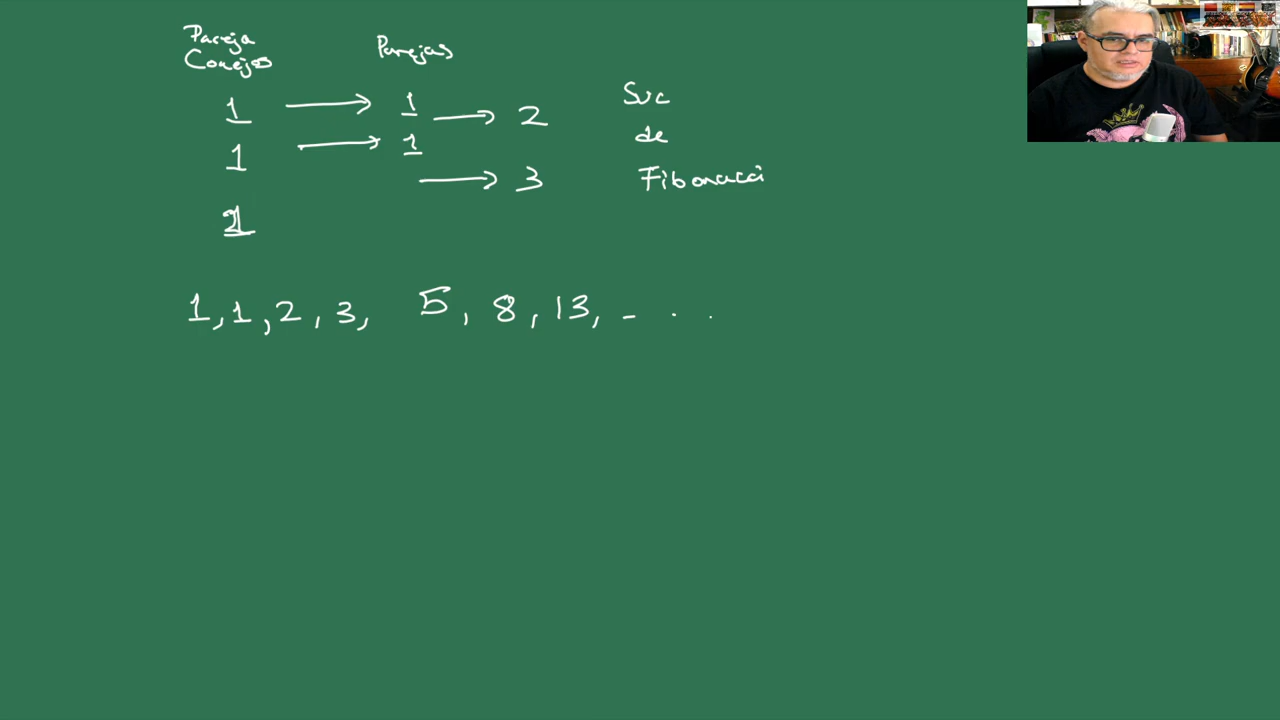 Pareja
Conejos
Parejas
1 → 1 → 2
1 → 1
→ 3
1
Suc
de
Fibonacci
1, 1, 2, 3, 5, 8, 13, - . .